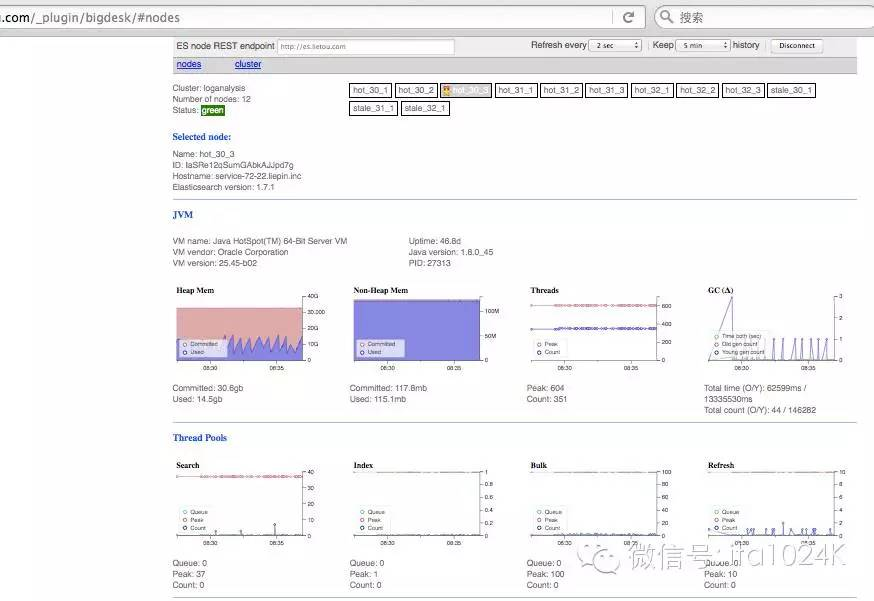 .com/_plugin/bigdesk/#nodes
搜索
ES node REST endpoint http://es.lietou.com Refresh every 2 sec Keep 5 min history Disconnect
nodes cluster
Cluster: loganalysis
Number of nodes: 12
Status: green
hot_30_1 hot_30_2 hot_30_3 hot_31_1 hot_31_2 hot_31_3 hot_32_1 hot_32_2 hot_32_3 stale_30_1
stale_31_1 stale_32_1
Selected node:
Name: hot_30_3
ID: IaSRe12qSumGAbkAJJpd7g
Hostname: service-72-22.liepin.inc
Elasticsearch version: 1.7.1
JVM
VM name: Java HotSpot(TM) 64-Bit Server VM
VM vendor: Oracle Corporation
VM version: 25.45-b02
Uptime: 46.8d
Java version: 1.8.0_45
PID: 27313
Heap Mem
40G
30.000
20G
10G
0
Committed
Used
08:30 08:35
Committed: 30.6gb
Used: 14.5gb
Non-Heap Mem
100M
50M
0
Committed
Used
08:30 08:35
Committed: 117.8mb
Used: 115.1mb
Threads
600
400
200
0
Peak
Count
08:30 08:35
Peak: 604
Count: 351
GC (Δ)
3
2
1
0
Time both (sec)
Old gen count
Young gen count
08:30 08:35
Total time (O/Y): 62599ms /
13335530ms
Total count (O/Y): 44 / 146282
Thread Pools
Search
40
30
20
10
0
Queue
Peak
Count
08:30 08:35
Queue: 0
Peak: 37
Count: 0
Index
1
0.8
0.6
0.4
0.2
0
Queue
Peak
Count
08:30 08:35
Queue: 0
Peak: 1
Count: 0
Bulk
100
80
60
40
20
0
Queue
Peak
Count
08:30 08:35
Queue: 0
Peak: 100
Count: 0
Refresh
10
8
6
4
2
0
Queue
Peak
Count
08:30 08:35
Queue: 0
Peak: 10
Count: 0
微信号: ifa1024K